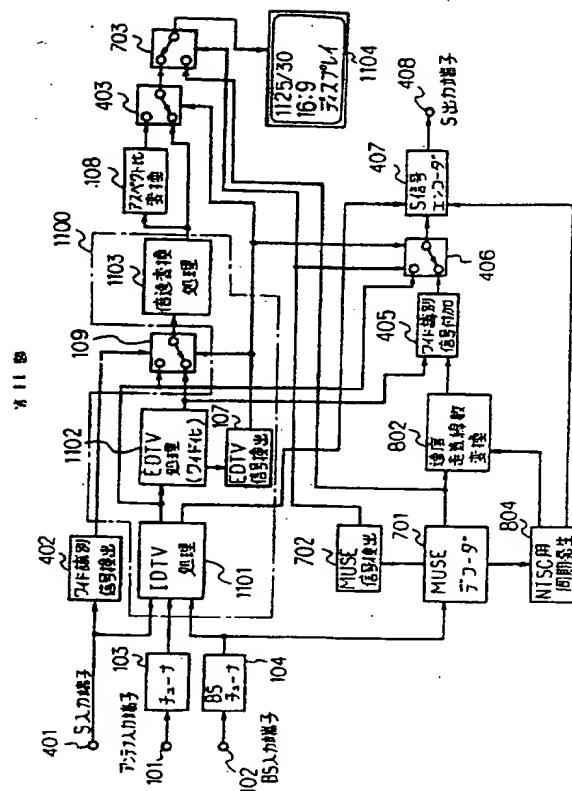 第 11 図
401
S入力端子
402
ワイド識別
信号検出
アンテナ入力端子
101
103
チューナ
102
BS入力端子
104
BS
チューナ
IDTV
処理
1101
1102
EDTV
処理
(ワイド化)
107
EDTV
信号検出
109
1100
1103
倍速変換
処理
108
アスペクト比
変換
403
703
1125/30
16:9
ディスプレイ
1104
702
MUSE
信号検出
701
MUSE
デコーダ
804
NTSC用
同期発生
802
走査線数
変換
405
ワイド識別
信号付加
406
407
S信号
エンコーダ
408
S出力端子